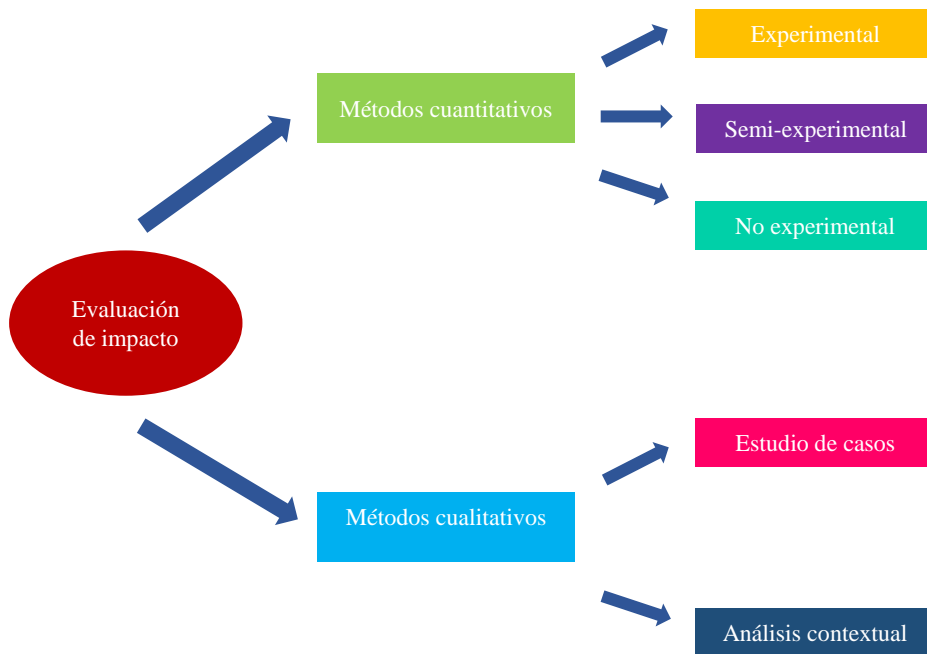 Experimental
Métodos cuantitativos
Semi-experimental
No experimental
Evaluación
de impacto
Estudio de casos
Métodos cualitativos
Análisis contextual